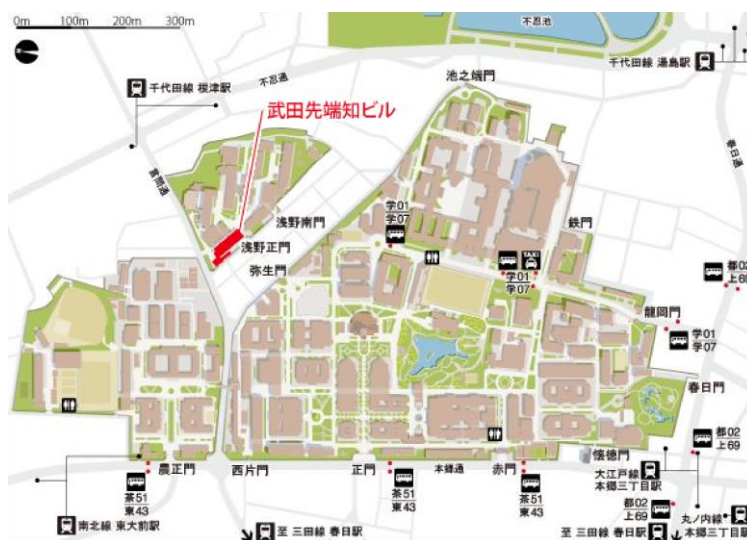 0m 100m 200m 300m
不忍池
千代田線 湯島駅
千代田線 根津駅
不忍通
池之端門
武田先端知ビル
春日通
言問通
浅野南門
学01
学07
鉄門
浅野正門
弥生門
TAXI
学01
学07
都02
上69
龍岡門
学01
学07
春日門
都02
上69
懐徳門
農正門
西片門
正門
本郷通
赤門
大江戸線
本郷三丁目駅
茶51
東43
茶51
東43
茶51
東43
都02
上69
丸ノ内線
本郷三丁目駅
南北線 東大前駅
至 三田線 春日駅
至 三田線 春日駅